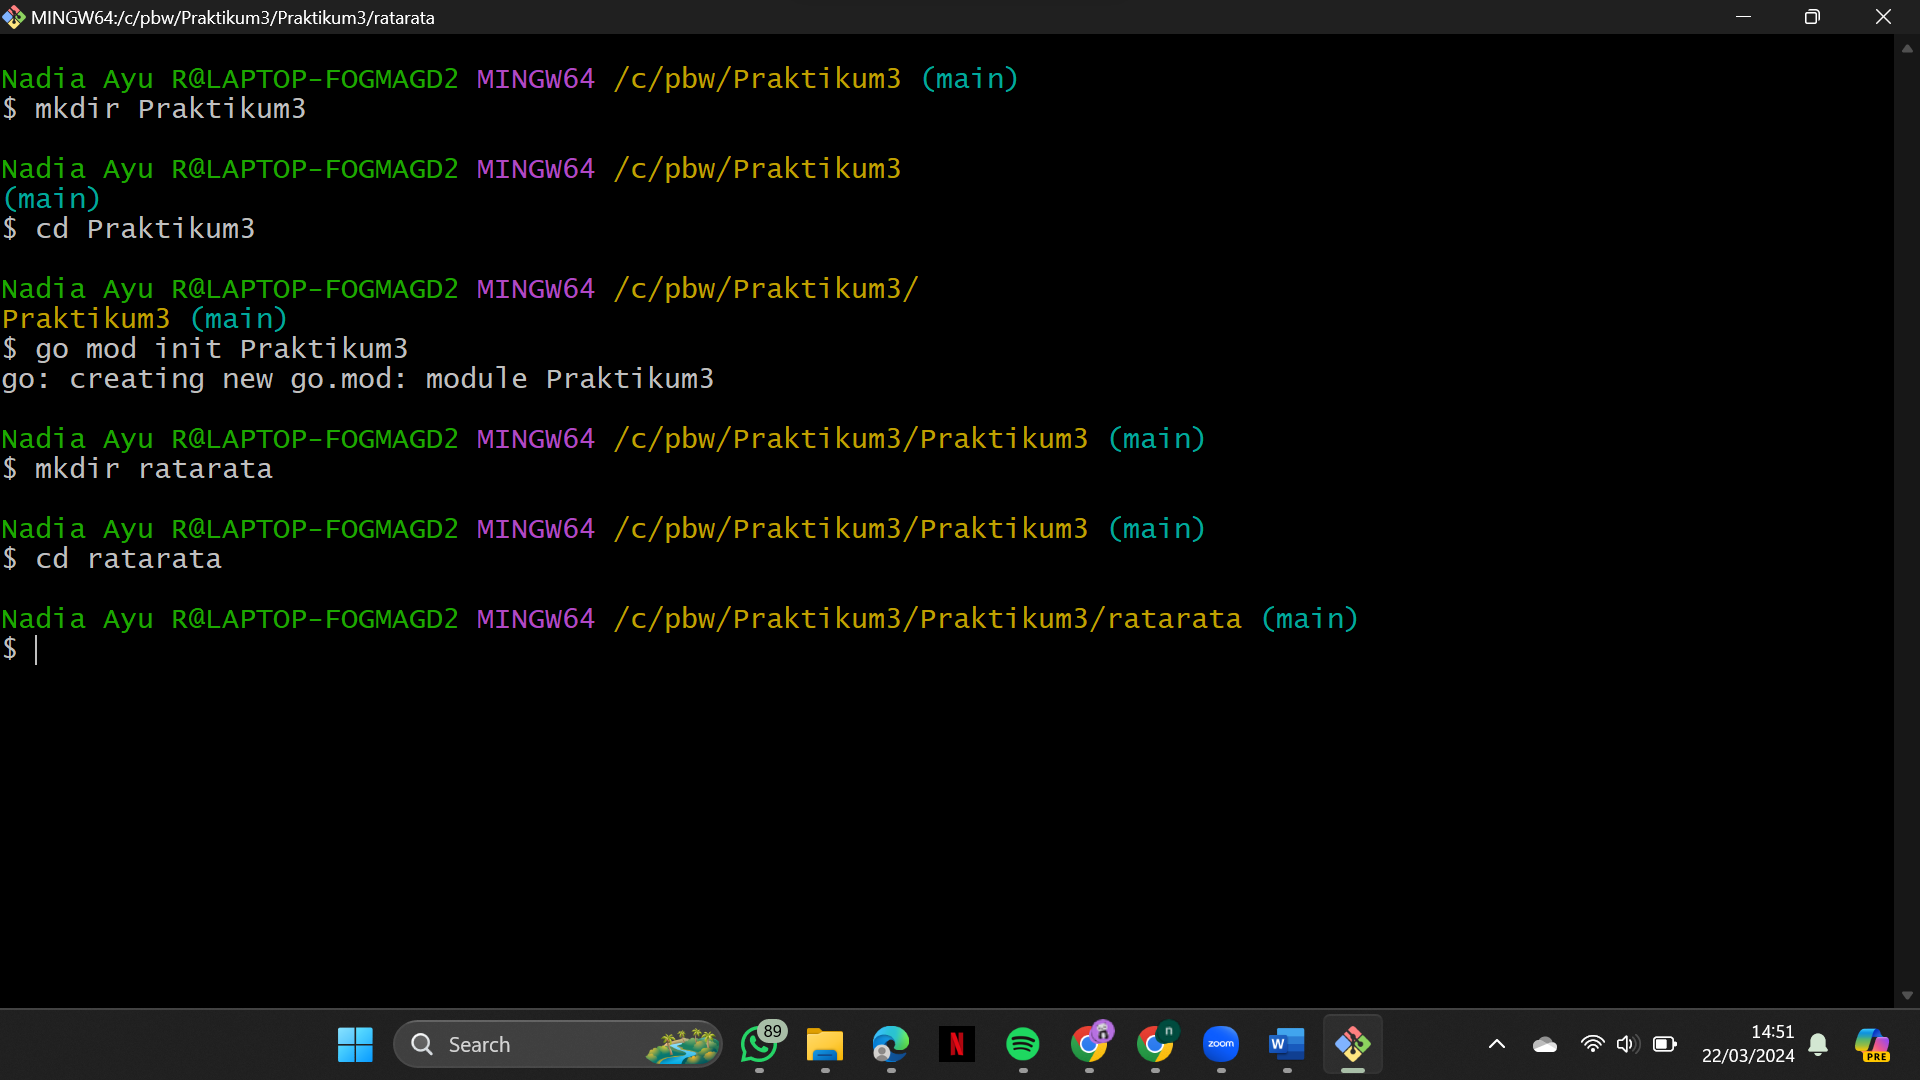 MINGW64:/c/pbw/Praktikum3/Praktikum3/ratarata
Nadia Ayu R@LAPTOP-FOGMAGD2 MINGW64 /c/pbw/Praktikum3 (main)
$ mkdir Praktikum3
Nadia Ayu R@LAPTOP-FOGMAGD2 MINGW64 /c/pbw/Praktikum3
(main)
$ cd Praktikum3
Nadia Ayu R@LAPTOP-FOGMAGD2 MINGW64 /c/pbw/Praktikum3/
Praktikum3 (main)
$ go mod init Praktikum3
go: creating new go.mod: module Praktikum3
Nadia Ayu R@LAPTOP-FOGMAGD2 MINGW64 /c/pbw/Praktikum3/Praktikum3 (main)
$ mkdir ratarata
Nadia Ayu R@LAPTOP-FOGMAGD2 MINGW64 /c/pbw/Praktikum3/Praktikum3 (main)
$ cd ratarata
Nadia Ayu R@LAPTOP-FOGMAGD2 MINGW64 /c/pbw/Praktikum3/Praktikum3/ratarata (main)
$
Search
89
N
n
zoom
W
14:51
22/03/2024
PRE